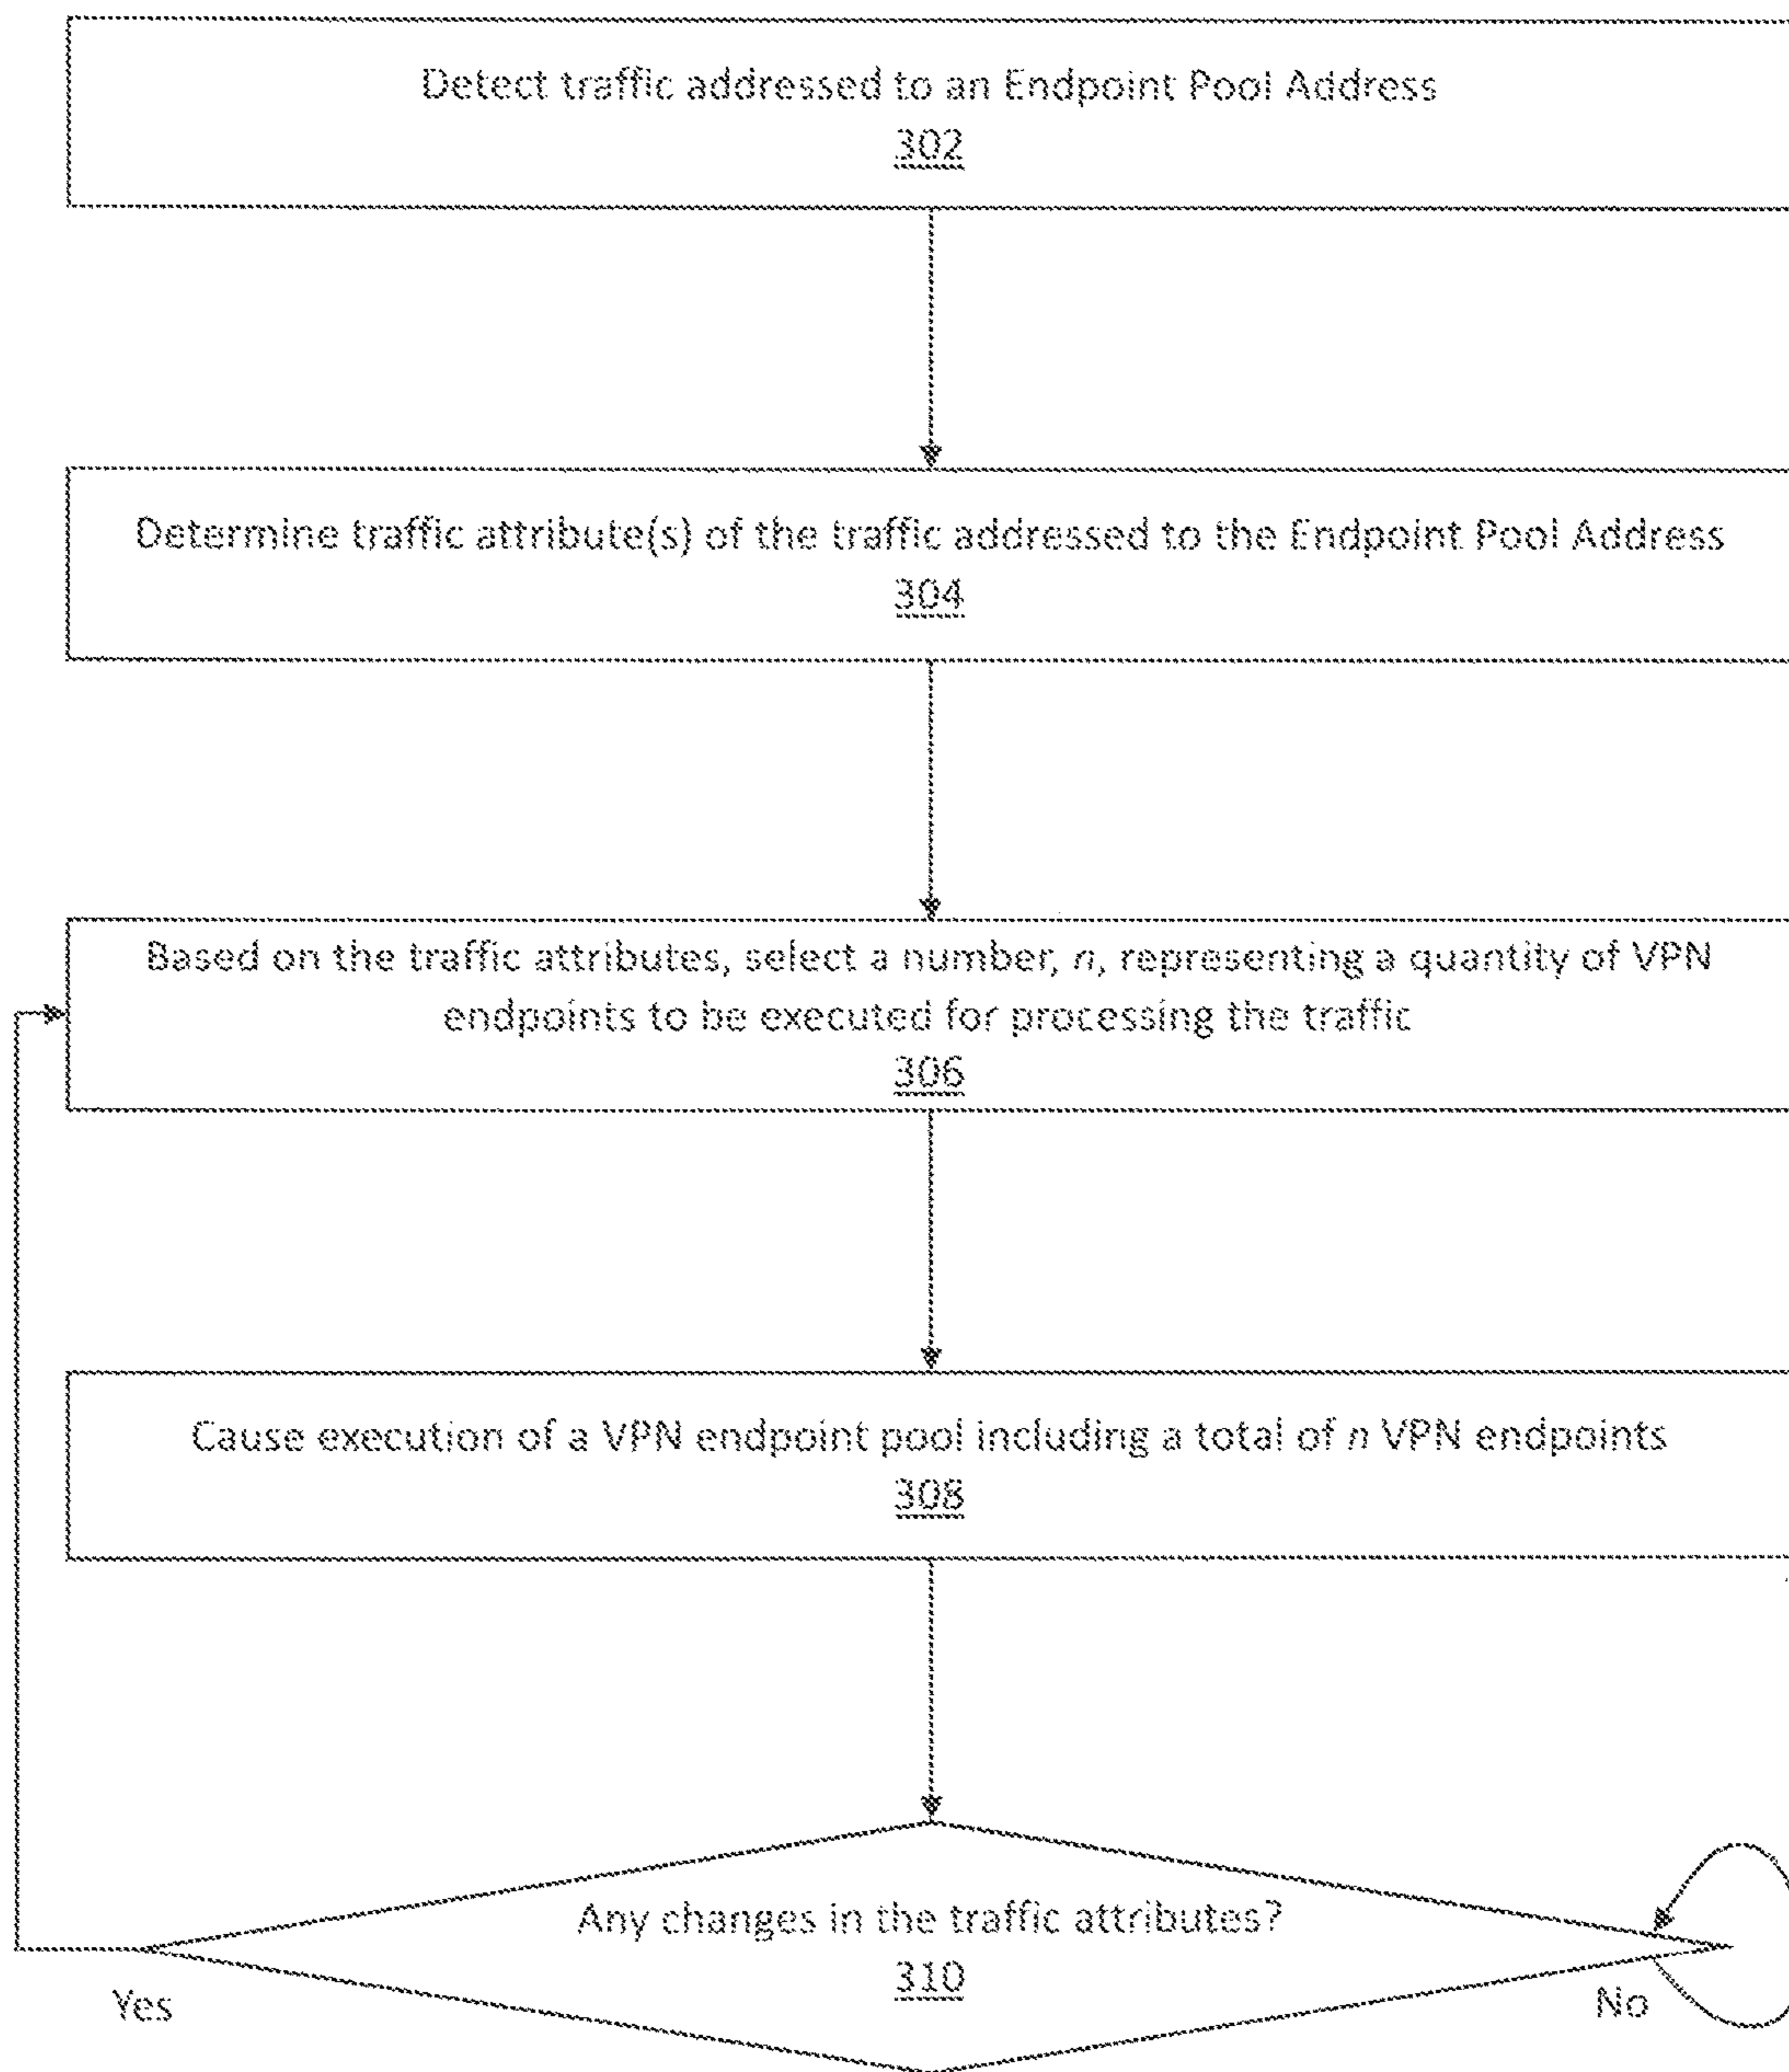 Detect traffic addressed to an Endpoint Pool Address
302
Determine traffic attribute(s) of the traffic addressed to the Endpoint Pool Address
304
Based on the traffic attributes, select a number, n, representing a quantity of VPN
endpoints to be executed for processing the traffic
306
Cause execution of a VPN endpoint pool including a total of n VPN endpoints
308
Any changes in the traffic attributes?
310
Yes
No